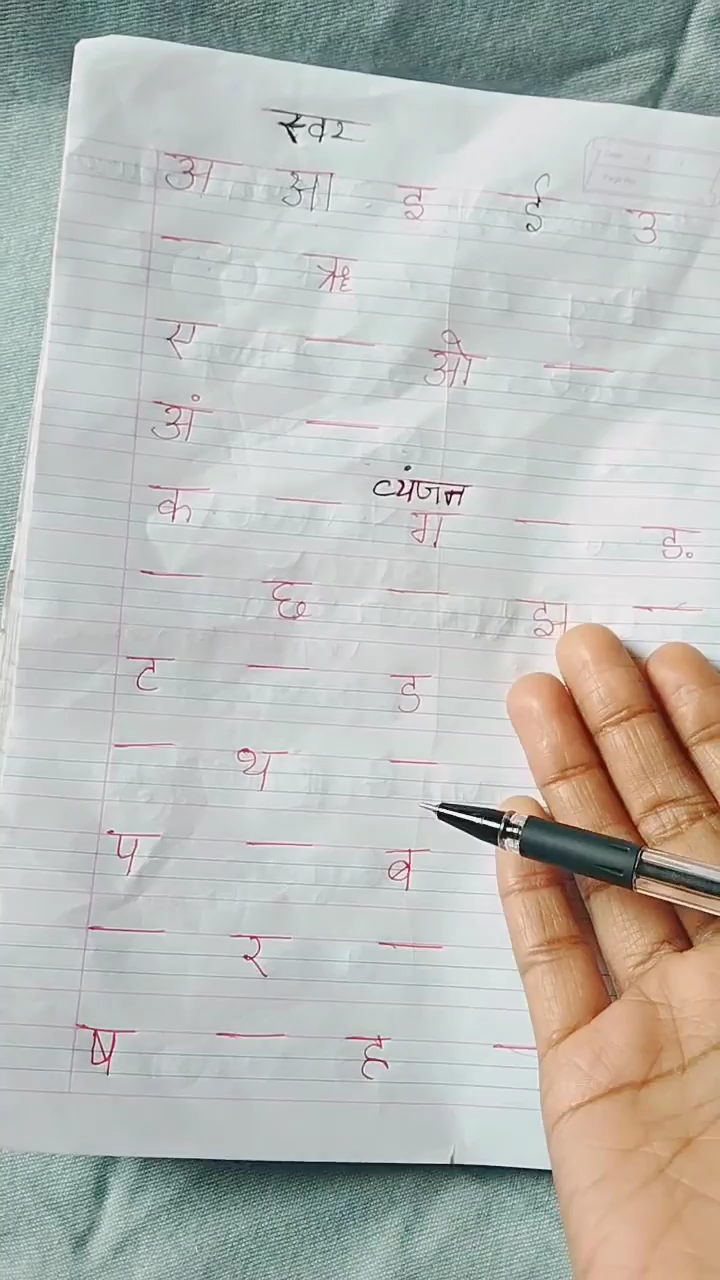 स्वर
अ आ इ ई उ
_ ऋ
ए _ ओ _
अं _
व्यंजन
क _ ग _ ङ
_ छ _ झ _
ट _ ड
_ थ _
प _ ब
_ र _
ष _ ह _